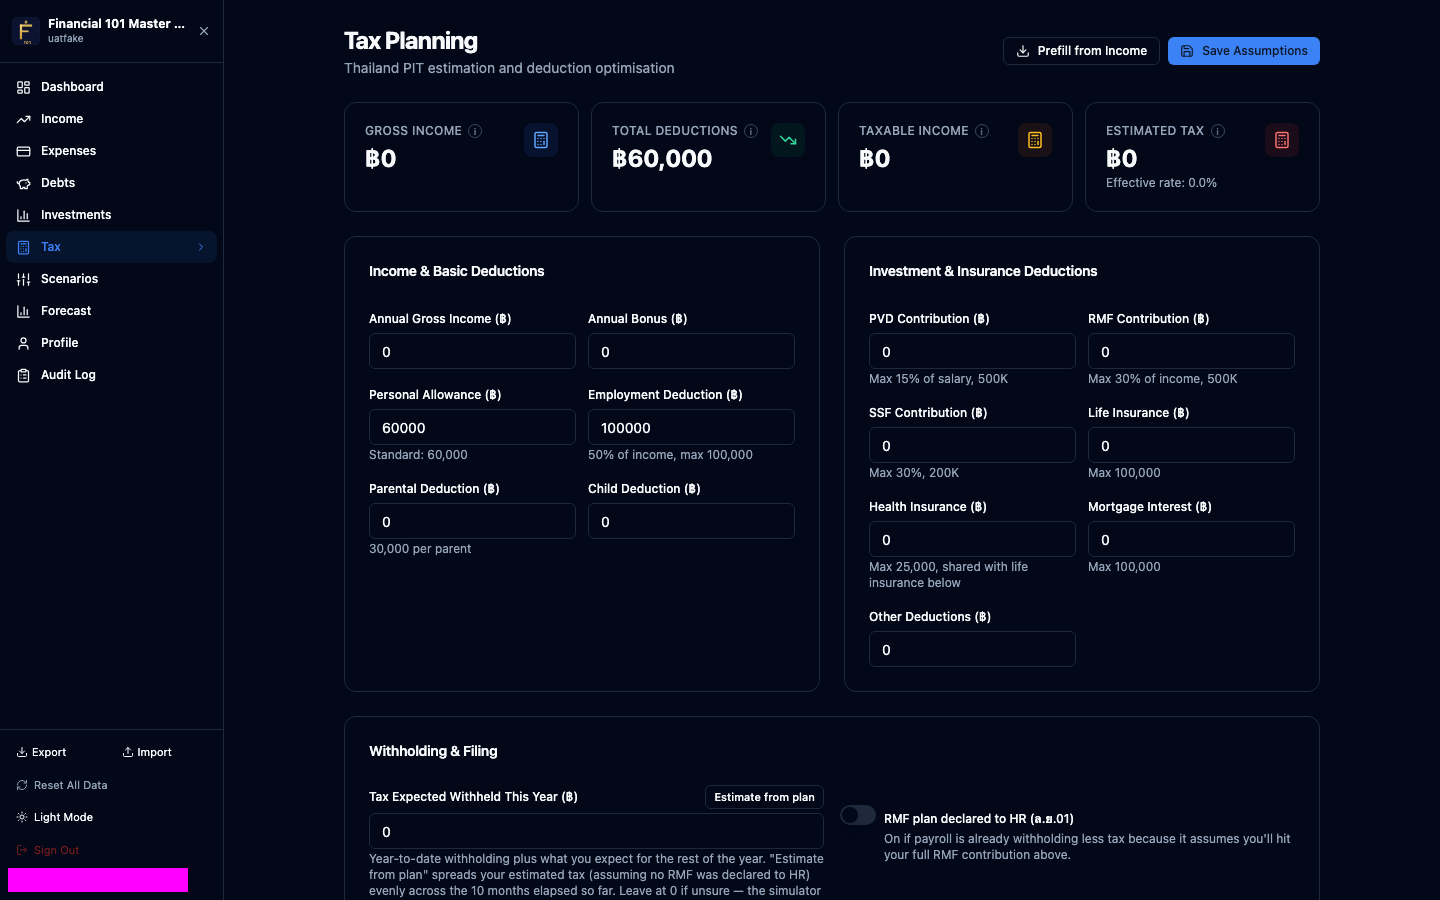 Financial 101 Master ...
uatfake
Dashboard
Income
Expenses
Debts
Investments
Tax
Scenarios
Forecast
Profile
Audit Log
Export
Import
Reset All Data
Light Mode
Sign Out
Tax Planning
Thailand PIT estimation and deduction optimisation
Prefill from Income
Save Assumptions
GROSS INCOME
฿0
TOTAL DEDUCTIONS
฿60,000
TAXABLE INCOME
฿0
ESTIMATED TAX
฿0
Effective rate: 0.0%
Income & Basic Deductions
Annual Gross Income (฿)
0
Annual Bonus (฿)
0
Personal Allowance (฿)
60000
Standard: 60,000
Employment Deduction (฿)
100000
50% of income, max 100,000
Parental Deduction (฿)
0
30,000 per parent
Child Deduction (฿)
0
Investment & Insurance Deductions
PVD Contribution (฿)
0
Max 15% of salary, 500K
RMF Contribution (฿)
0
Max 30% of income, 500K
SSF Contribution (฿)
0
Max 30%, 200K
Life Insurance (฿)
0
Max 100,000
Health Insurance (฿)
0
Max 25,000, shared with life
insurance below
Mortgage Interest (฿)
0
Max 100,000
Other Deductions (฿)
0
Withholding & Filing
Tax Expected Withheld This Year (฿)
Estimate from plan
0
Year-to-date withholding plus what you expect for the rest of the year. "Estimate
from plan" spreads your estimated tax (assuming no RMF was declared to HR)
evenly across the 10 months elapsed so far. Leave at 0 if unsure — the simulator
RMF plan declared to HR (ล.ย.01)
On if payroll is already withholding less tax because it assumes you'll hit
your full RMF contribution above.